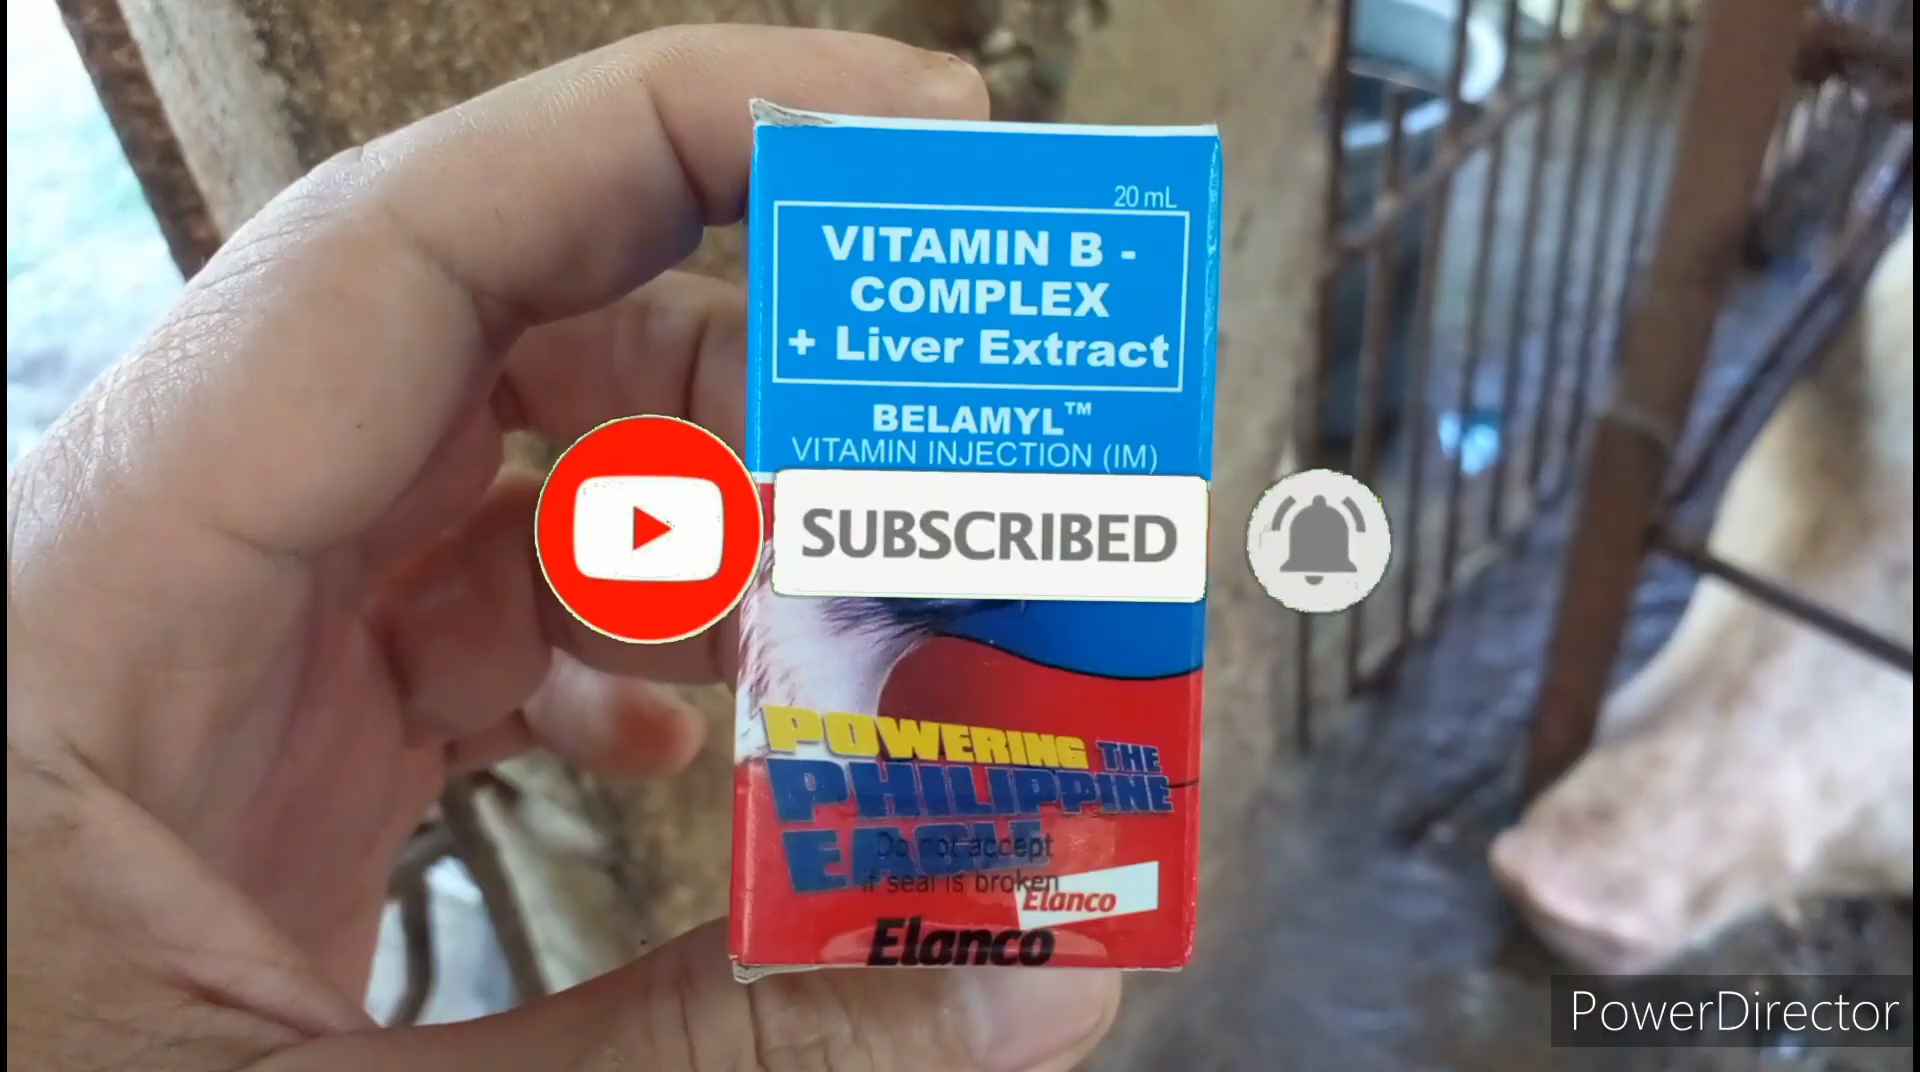 20 mL
VITAMIN B -
COMPLEX
+ Liver Extract
BELAMYL™
VITAMIN INJECTION (IM)
SUBSCRIBED
POWERING THE
PHILIPPINE
EAGLE
Do not accept
if seal is broken
Elanco
Elanco
PowerDirector